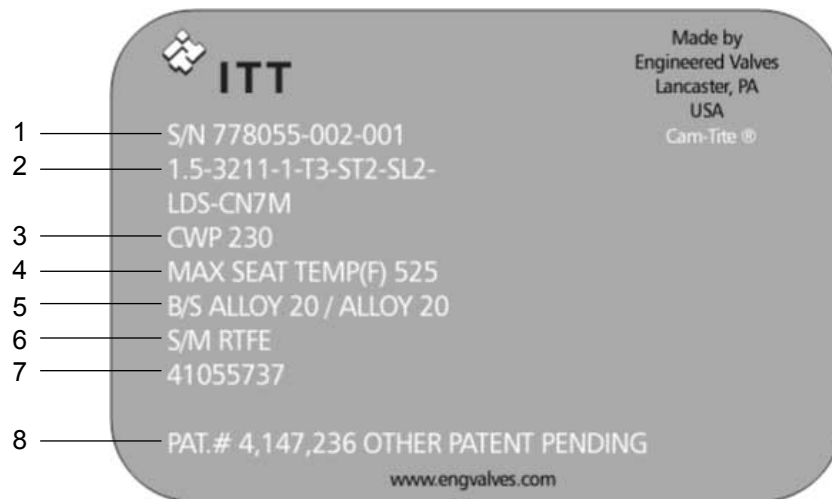 ITT
Made by
Engineered Valves
Lancaster, PA
USA
Cam-Tite ®
1 S/N 778055-002-001
2 1.5-3211-1-T3-ST2-SL2-
LDS-CN7M
3 CWP 230
4 MAX SEAT TEMP(F) 525
5 B/S ALLOY 20 / ALLOY 20
6 S/M RTFE
7 41055737
8 PAT.# 4,147,236 OTHER PATENT PENDING
www.engvalves.com